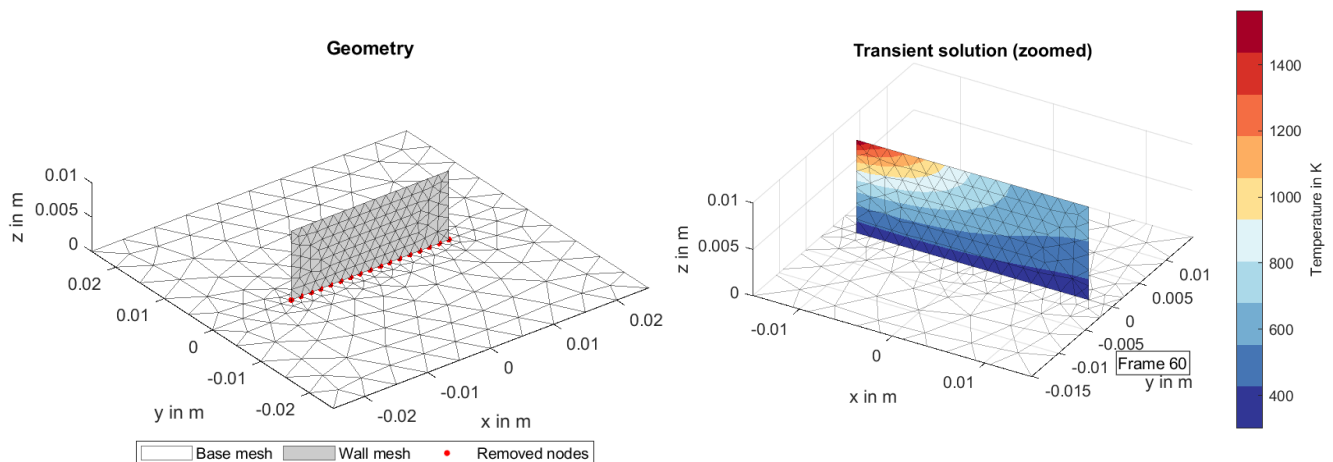 Geometry
0.01
0.005
0
z in m
0.02
0.01
0
-0.01
-0.02
y in m
-0.02
-0.01
0
0.01
0.02
x in m
Base mesh
Wall mesh
Removed nodes
Transient solution (zoomed)
0.01
0.005
0
z in m
-0.01
0
0.01
x in m
-0.015
-0.01
-0.005
0
0.005
0.01
y in m
Frame 60
1400
1200
1000
800
600
400
Temperature in K